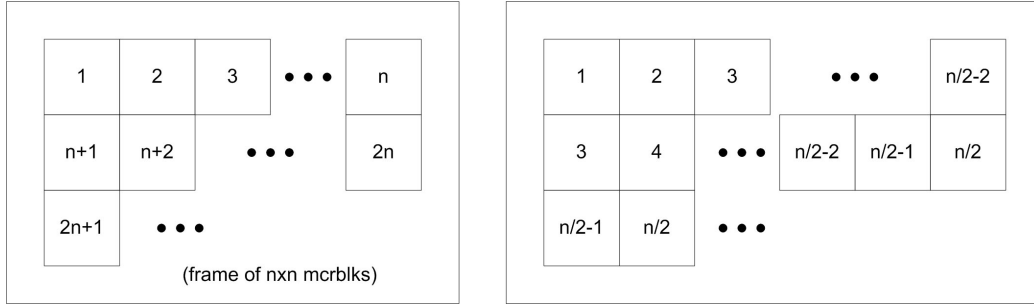 1 2 3 ••• n
n+1 n+2 ••• 2n
2n+1 •••
(frame of nxn mcrblks)
1 2 3 ••• n/2-2
3 4 ••• n/2-2 n/2-1 n/2
n/2-1 n/2 •••